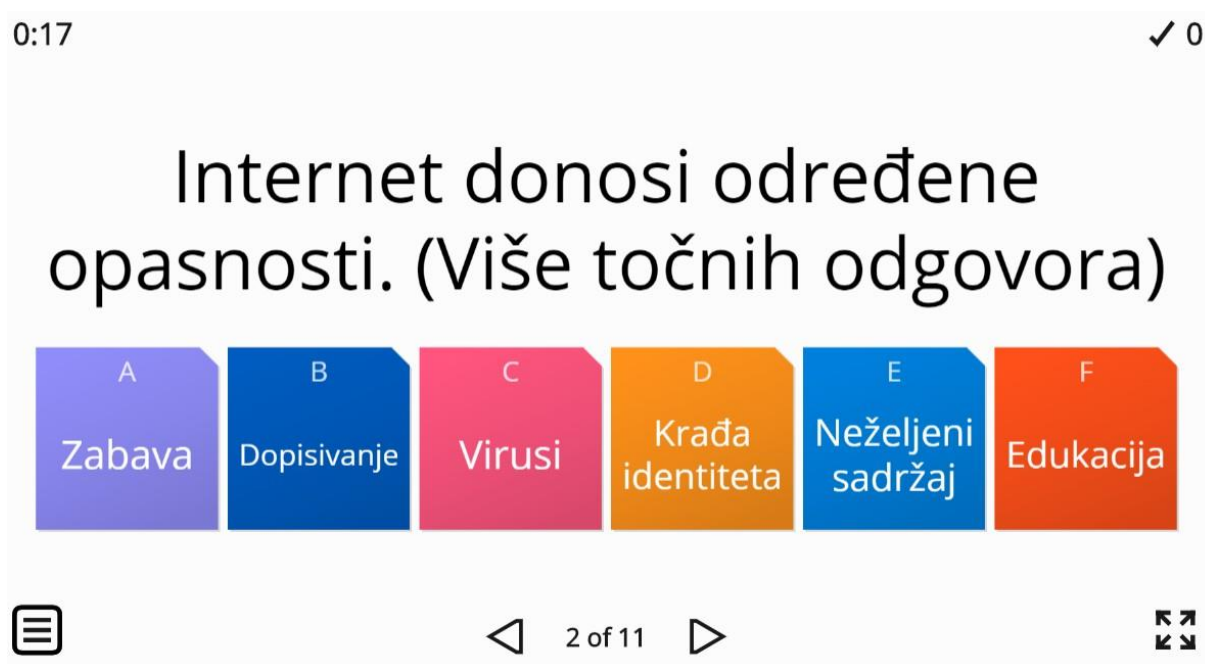 0:17
✓ 0
Internet donosi određene
opasnosti. (Više točnih odgovora)
A
Zabava
B
Dopisivanje
C
Virusi
D
Krađa
identiteta
E
Neželjeni
sadržaj
F
Edukacija
2 of 11